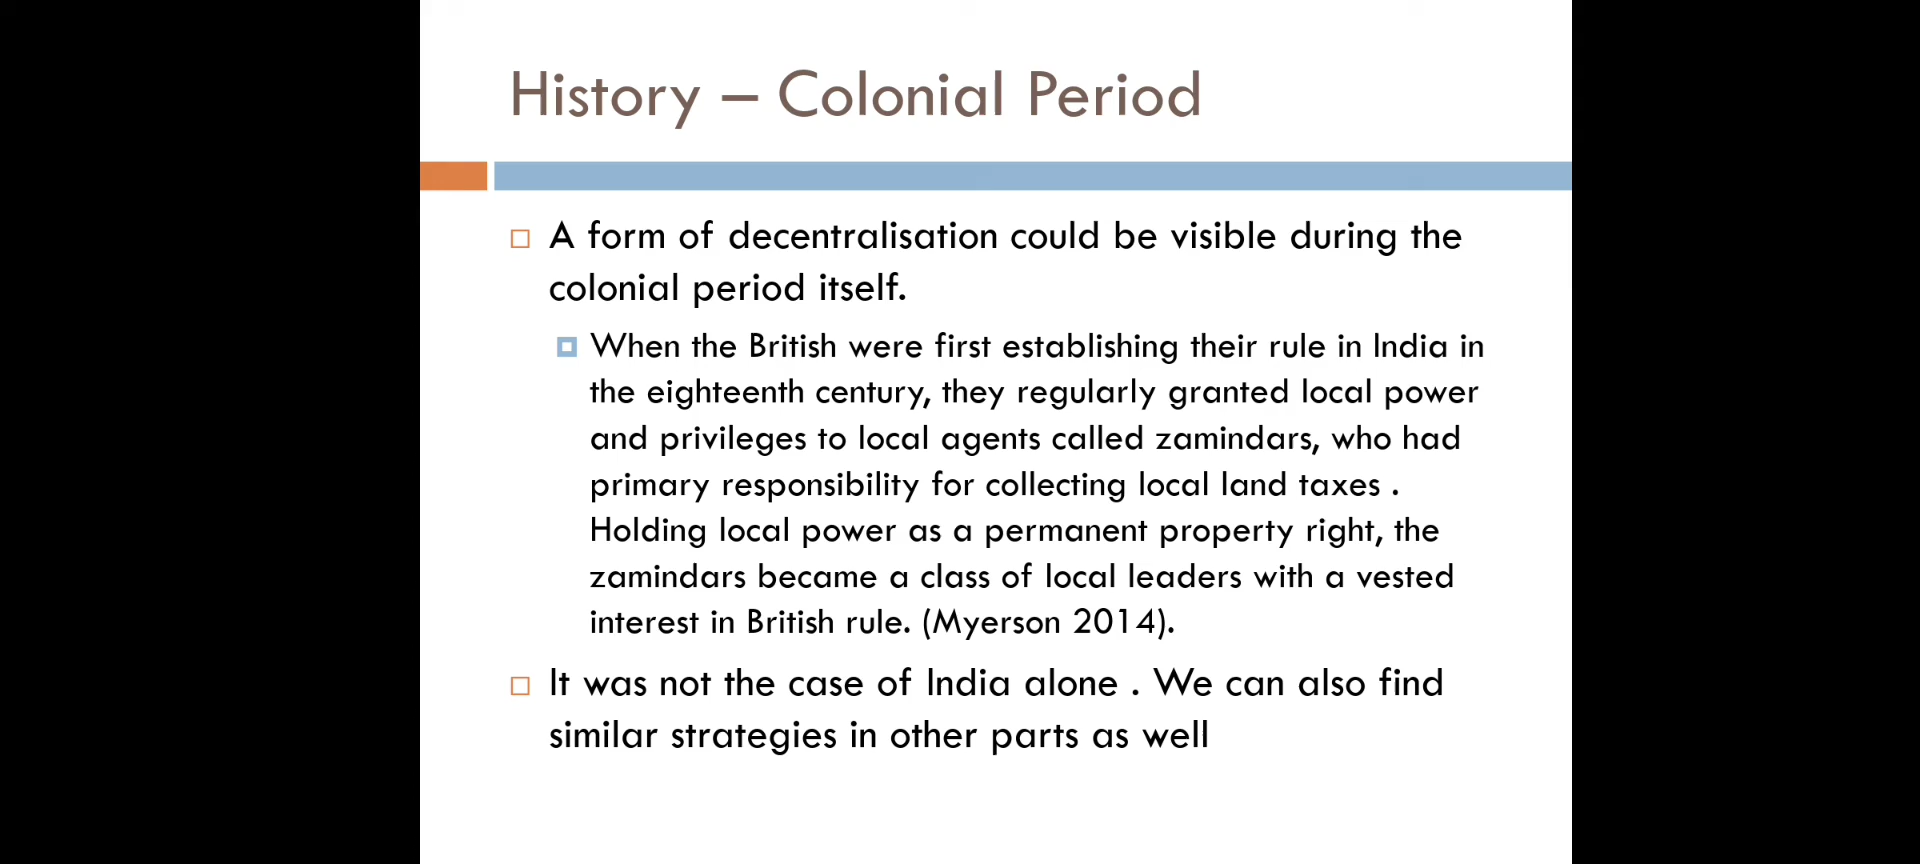 History – Colonial Period
A form of decentralisation could be visible during the
colonial period itself.
When the British were first establishing their rule in India in
the eighteenth century, they regularly granted local power
and privileges to local agents called zamindars, who had
primary responsibility for collecting local land taxes .
Holding local power as a permanent property right, the
zamindars became a class of local leaders with a vested
interest in British rule. (Myerson 2014).
It was not the case of India alone . We can also find
similar strategies in other parts as well